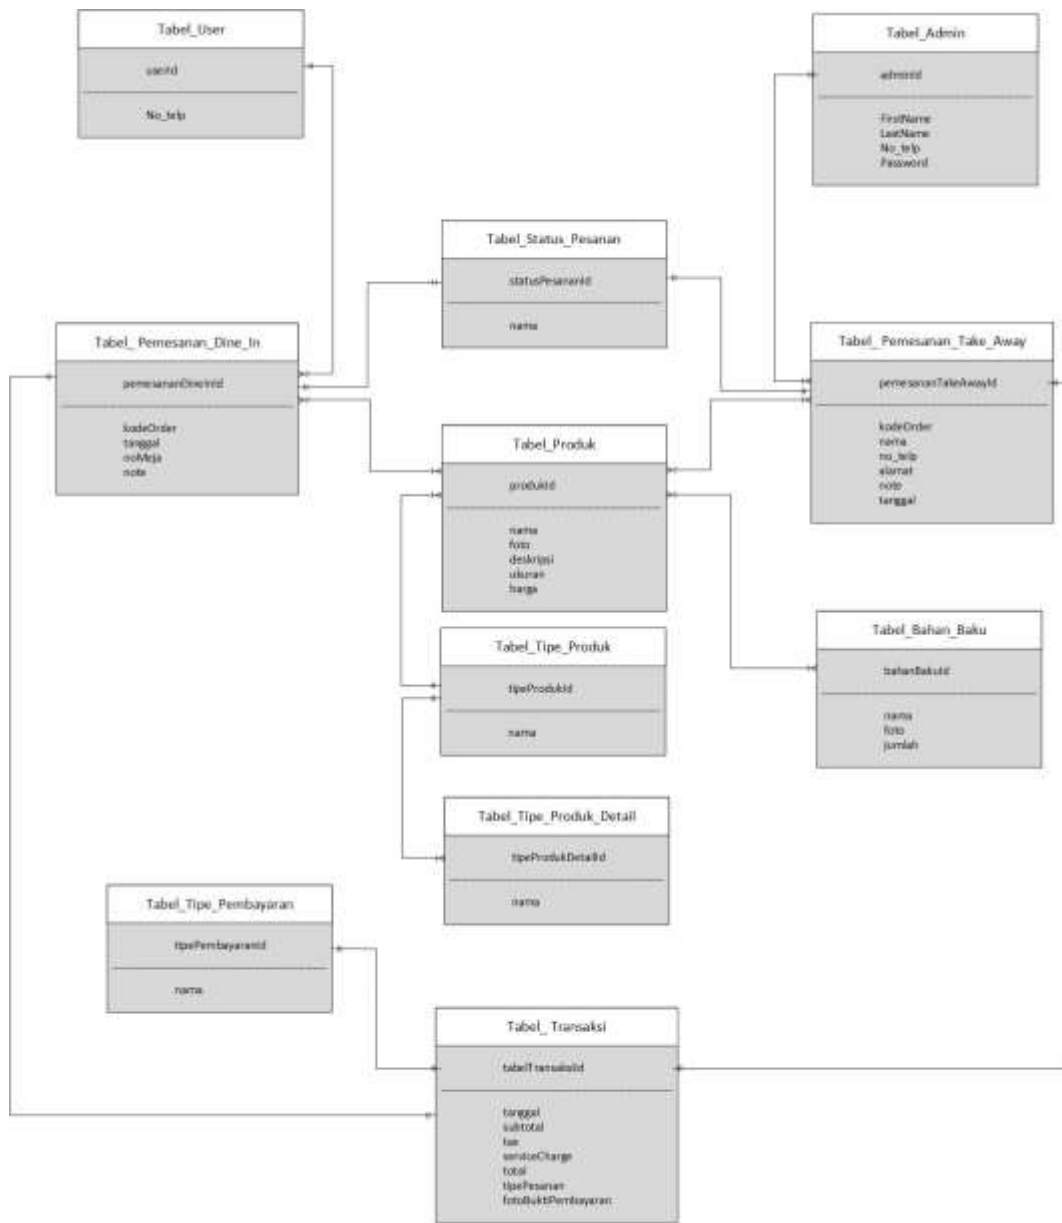 Tabel_User
userId
No_telp
Tabel_Admin
adminId
FirstName
LastName
No_telp
Password
Tabel_Status_Pesanan
statusPesananId
nama
Tabel_ Pemesanan_Dine_In
pemesananDineInId
kodeOrder
tanggal
noMeja
note
Tabel_ Pemesanan_Take_Away
pemesananTakeAwayId
kodeOrder
nama
no_telp
alamat
note
tanggal
Tabel_Produk
produkId
nama
foto
deskripsi
ukuran
harga
Tabel_Tipe_Produk
tipeProdukId
nama
Tabel_Bahan_Baku
bahanBakuId
nama
foto
jumlah
Tabel_Tipe_Produk_Detail
tipeProdukDetailId
nama
Tabel_Tipe_Pembayaran
tipePembayaranId
nama
Tabel_ Transaksi
tabelTransaksiId
tanggal
subtotal
tax
serviceCharge
total
tipePesanan
fotoBuktiPembayaran